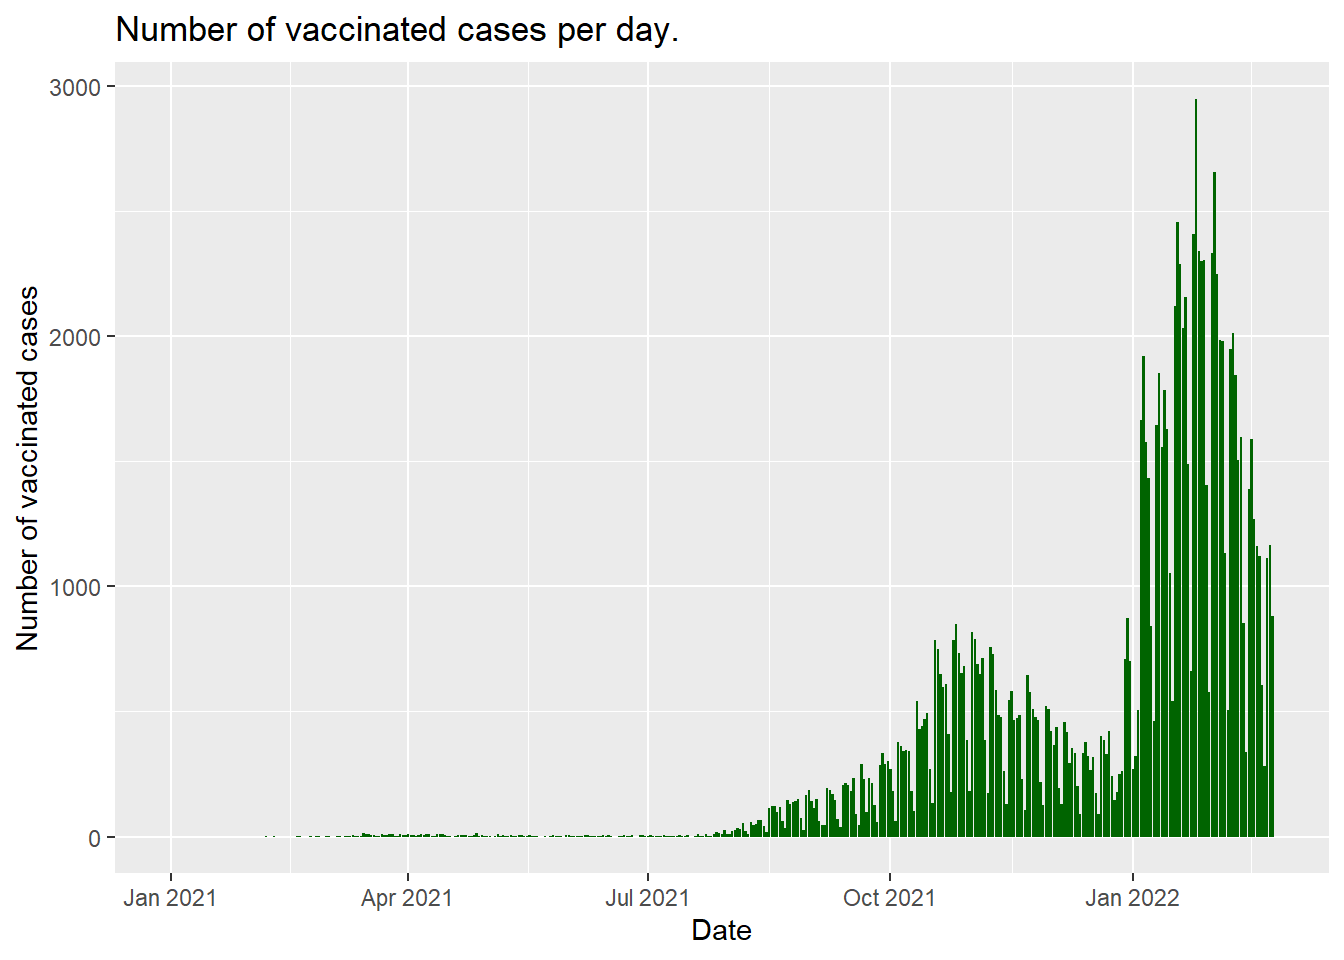 Number of vaccinated cases per day.
3000
2000
1000
0
Number of vaccinated cases
Jan 2021 Apr 2021 Jul 2021 Oct 2021 Jan 2022
Date